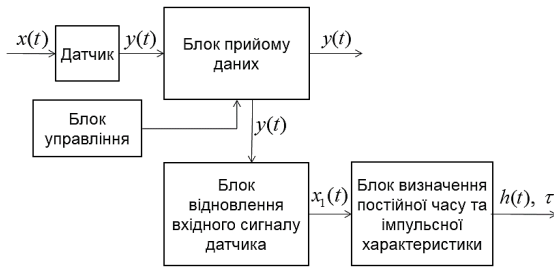 x(t)
Датчик
y(t)
Блок прийому
даних
y(t)
Блок
управління
y(t)
Блок
відновлення
вхідного сигналу
датчика
x₁(t)
Блок визначення
постійної часу та
імпульсної
характеристики
h(t), τ